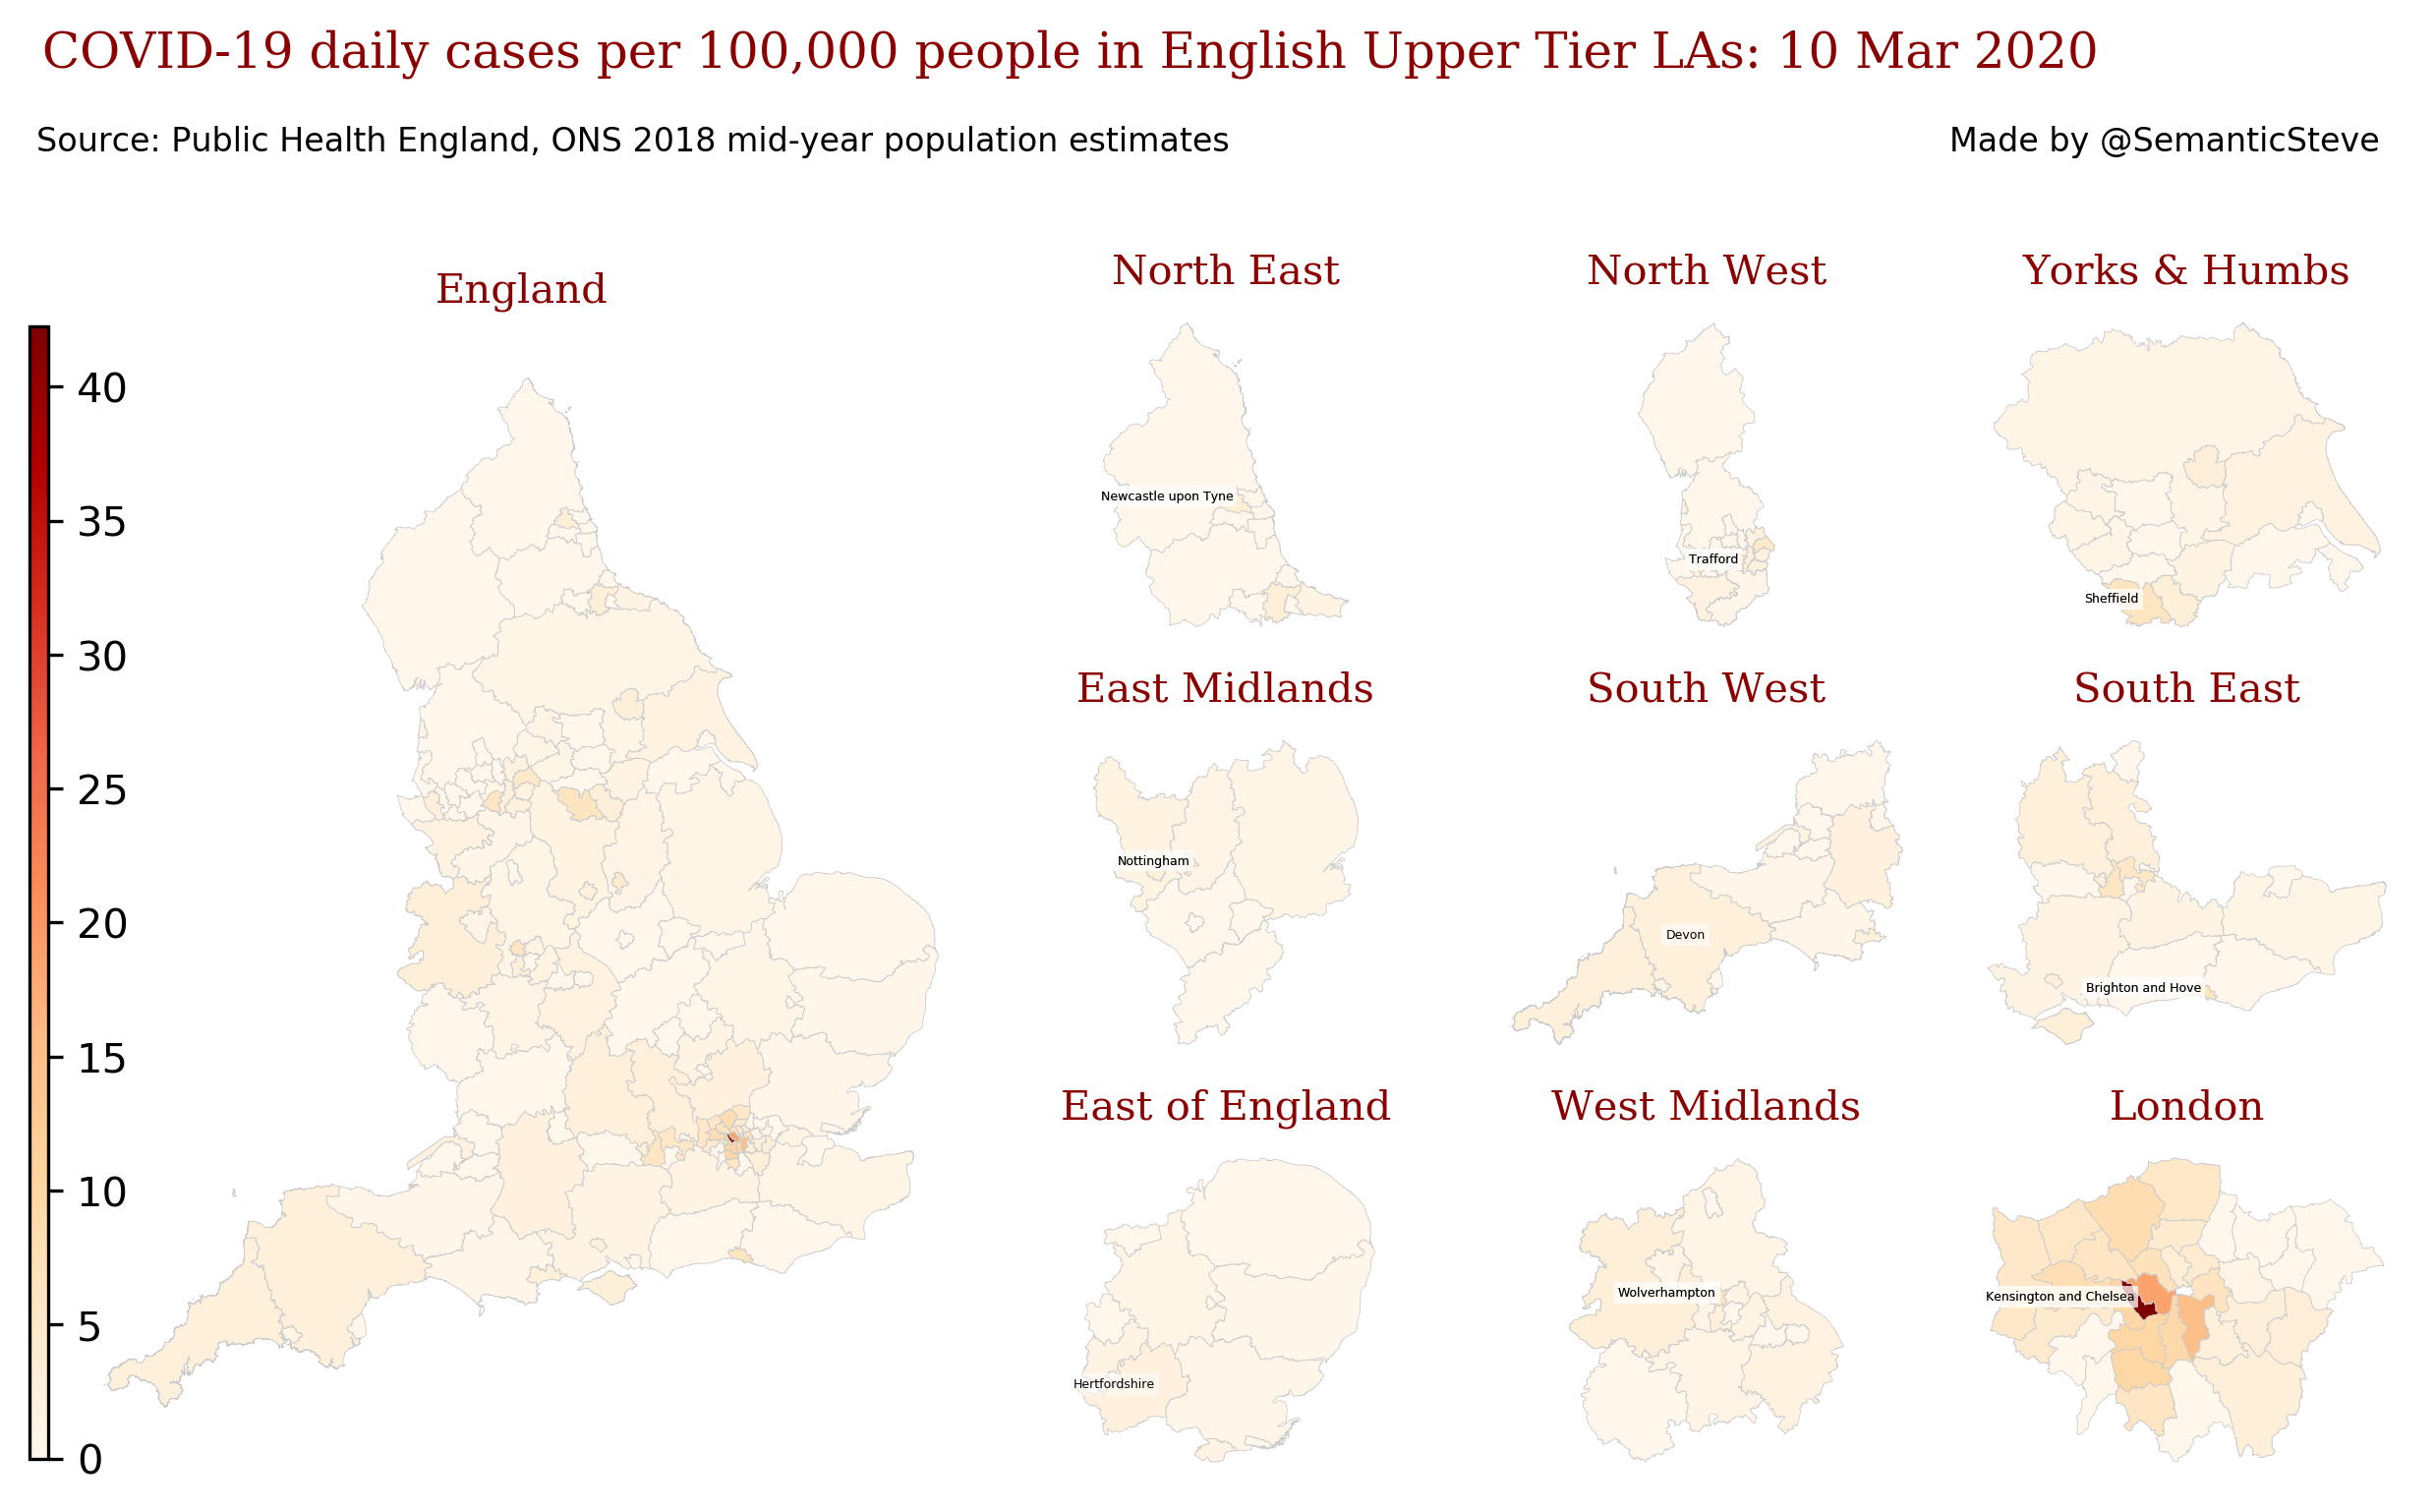 COVID-19 daily cases per 100,000 people in English Upper Tier LAs: 10 Mar 2020
Source: Public Health England, ONS 2018 mid-year population estimates
Made by @SemanticSteve
England
40
35
30
25
20
15
10
5
0
North East
Newcastle upon Tyne
North West
Trafford
Yorks & Humbs
Sheffield
East Midlands
Nottingham
South West
Devon
South East
Brighton and Hove
East of England
Hertfordshire
West Midlands
Wolverhampton
London
Kensington and Chelsea